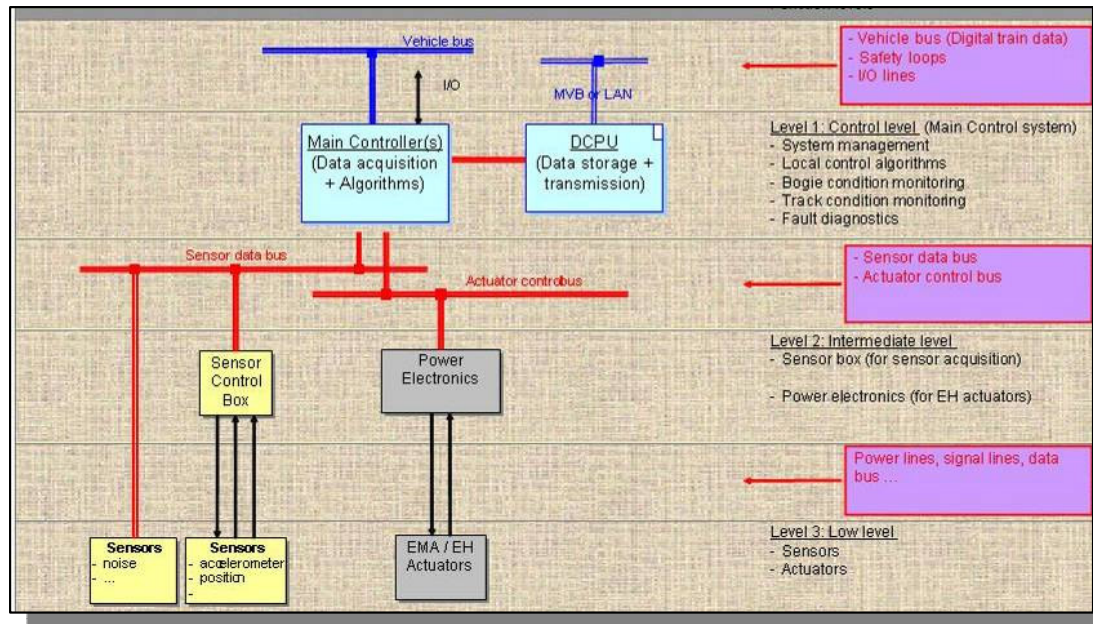 Vehicle bus
I/O
MVB or LAN
- Vehicle bus (Digital train data)
- Safety loops
- I/O lines
Main Controller(s)
(Data acquisition
+ Algorithms)
DCPU
(Data storage +
transmission)
Level 1: Control level (Main Control system)
- System management
- Local control algorithms
- Bogie condition monitoring
- Track condition monitoring
- Fault diagnostics
Sensor data bus
Actuator control bus
- Sensor data bus
- Actuator control bus
Sensor
Control
Box
Power
Electronics
Level 2: Intermediate level
- Sensor box (for sensor acquisition)
- Power electronics (for EH actuators)
Power lines, signal lines, data
bus ...
Sensors
- noise
- ...
Sensors
- accelerometer
- position
-
EMA / EH
Actuators
Level 3: Low level
- Sensors
- Actuators